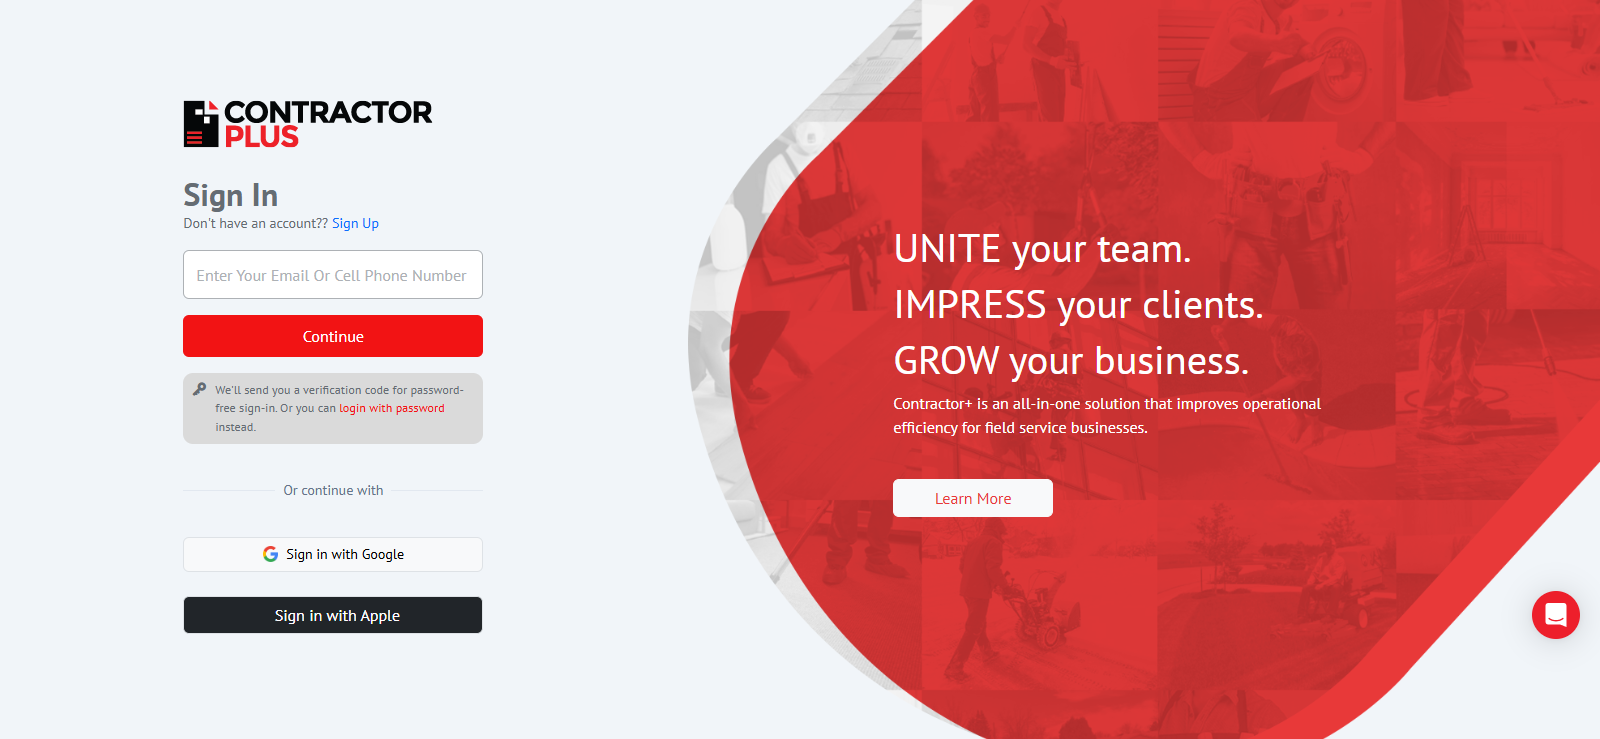 CONTRACTOR
PLUS
Sign In
Don't have an account?? Sign Up
Enter Your Email Or Cell Phone Number
Continue
We'll send you a verification code for password-
free sign-in. Or you can login with password
instead.
Or continue with
Sign in with Google
Sign in with Apple
UNITE your team.
IMPRESS your clients.
GROW your business.
Contractor+ is an all-in-one solution that improves operational
efficiency for field service businesses.
Learn More